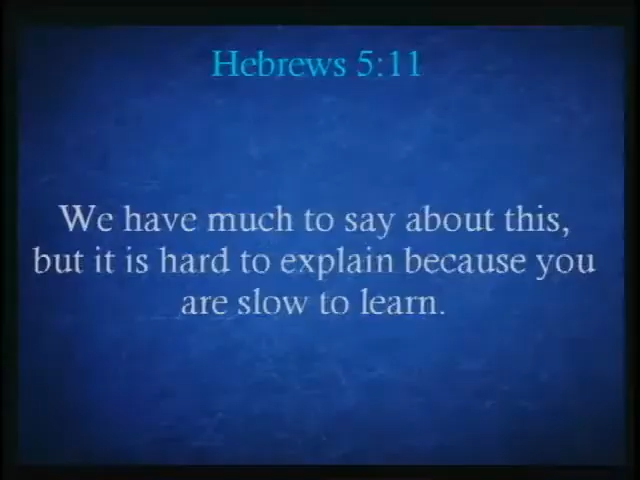 Hebrews 5:11
We have much to say about this,
but it is hard to explain because you
are slow to learn.